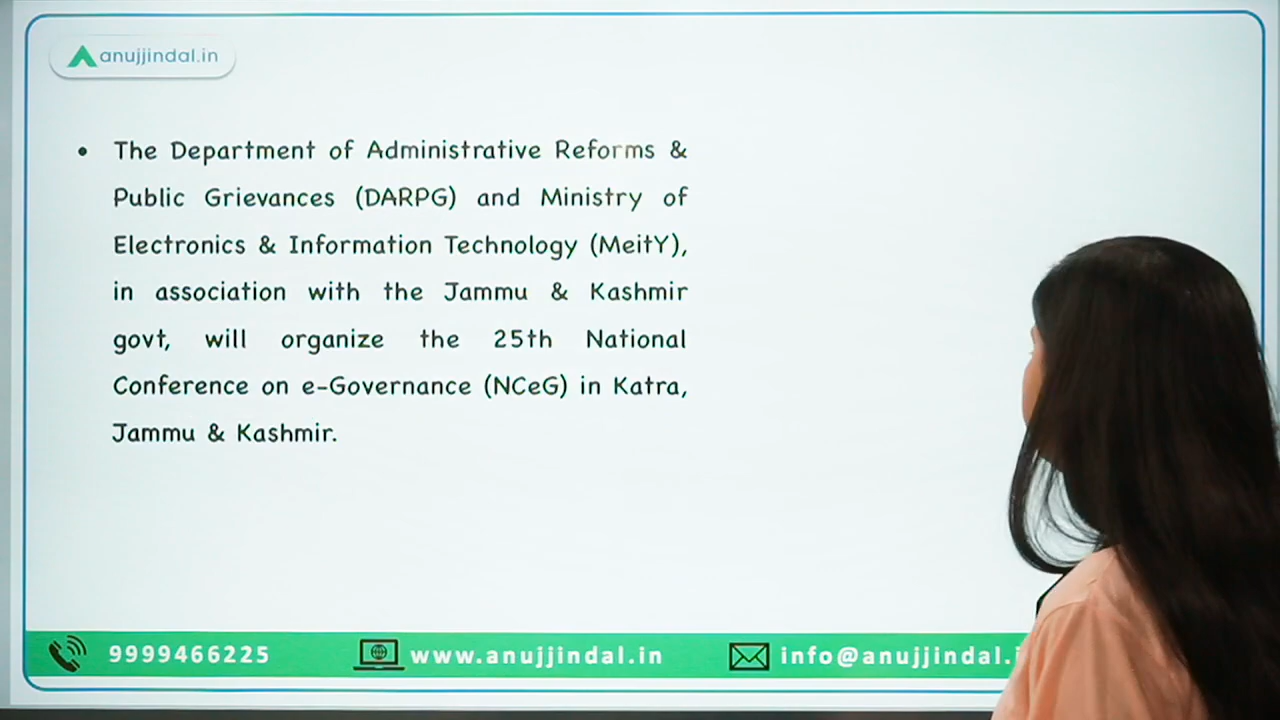 anujjindal.in
• The Department of Administrative Reforms &
Public Grievances (DARPG) and Ministry of
Electronics & Information Technology (MeitY),
in association with the Jammu & Kashmir
govt, will organize the 25th National
Conference on e-Governance (NCeG) in Katra,
Jammu & Kashmir.
9999466225
www.anujjindal.in
info@anujjindal.i